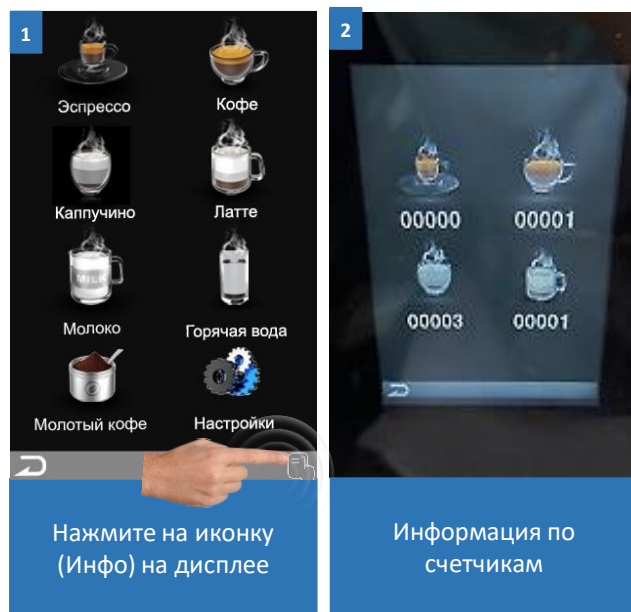 1
Эспрессо
Кофе
Каппучино
Латте
MILK
Молоко
Горячая вода
Молотый кофе
Настройки
Нажмите на иконку
(Инфо) на дисплее
2
00000
00001
00003
00001
Информация по
счетчикам